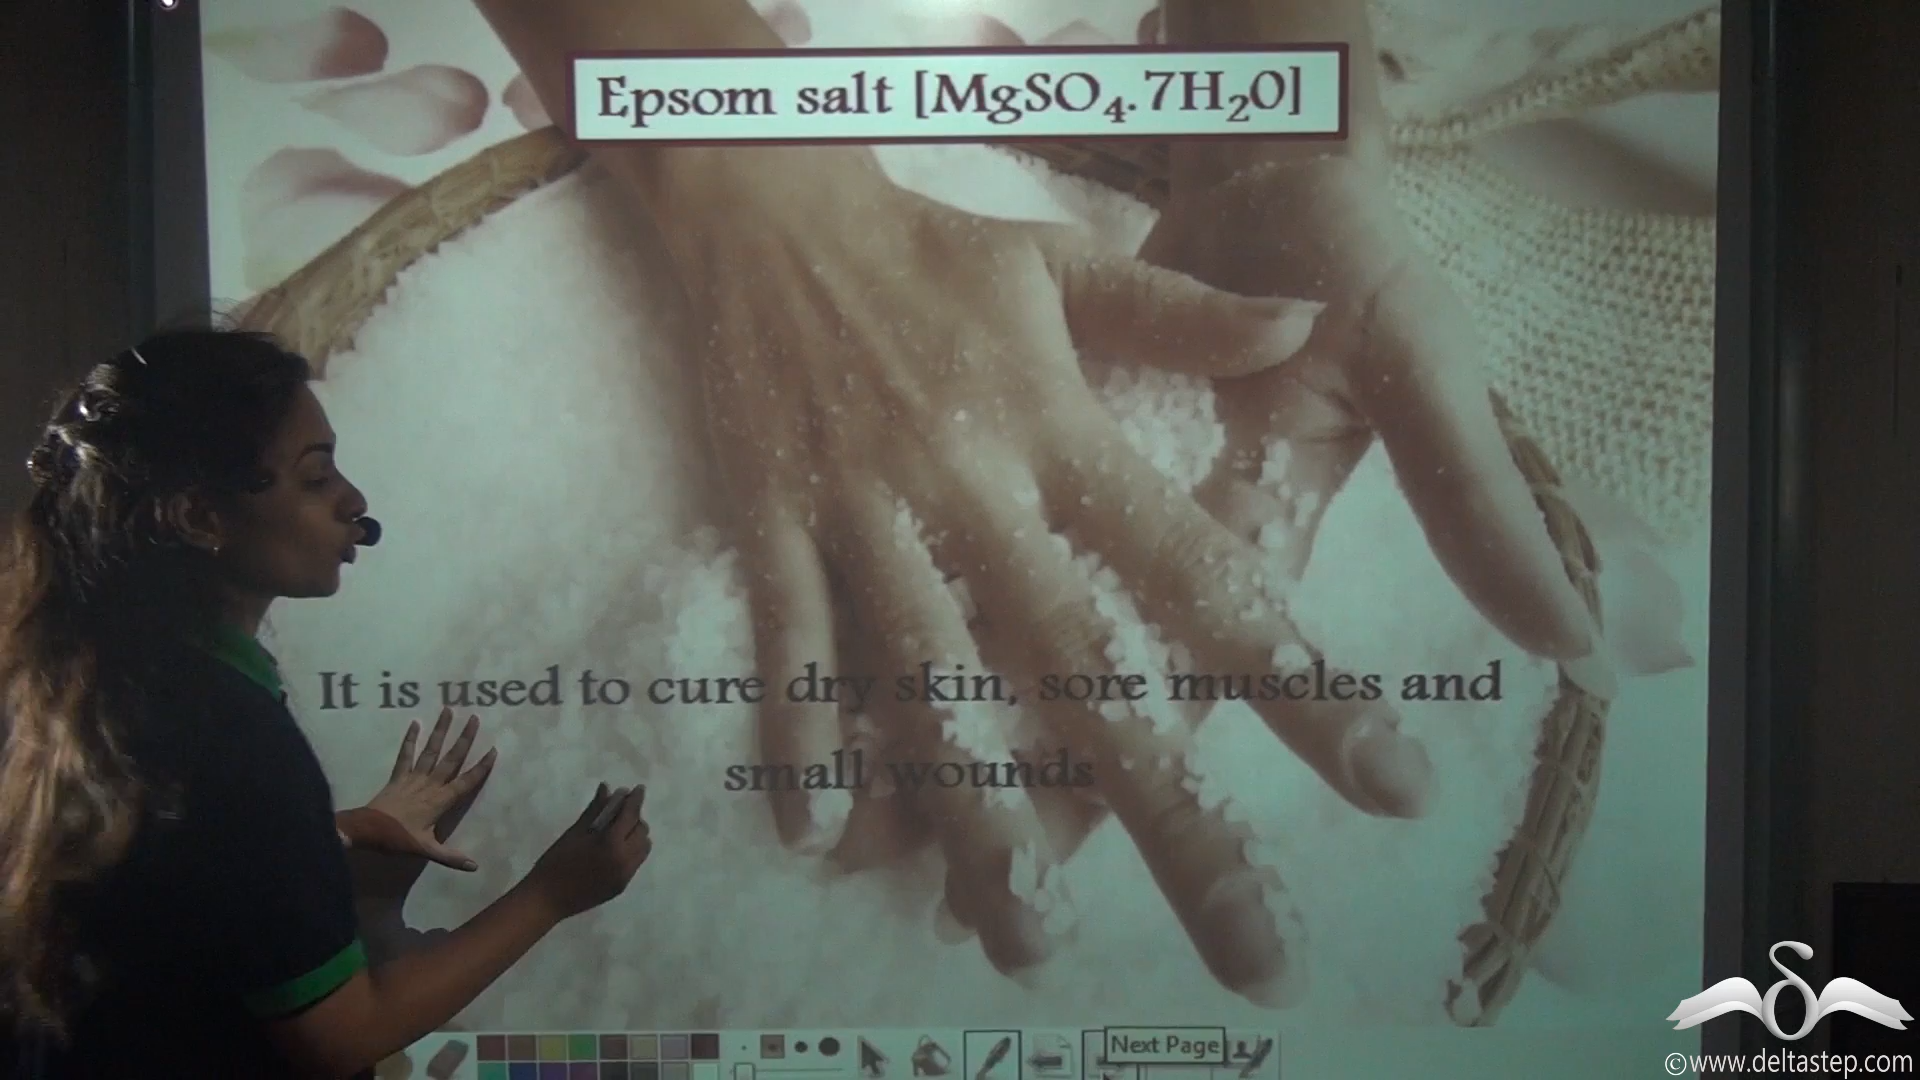 Epsom salt [MgSO₄.7H₂0]
It is used to cure dry skin, sore muscles and
small wounds
Next Page
©www.deltastep.com